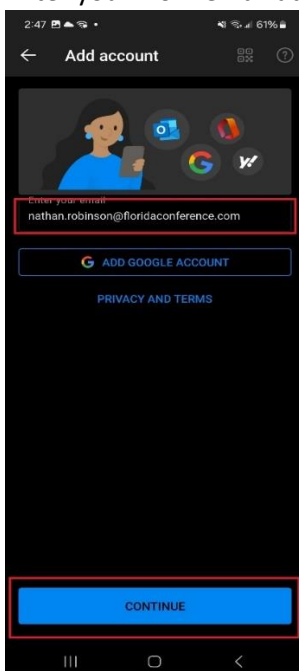 2:47 61%
Add account
Enter your email
nathan.robinson@floridaconference.com
G ADD GOOGLE ACCOUNT
PRIVACY AND TERMS
CONTINUE